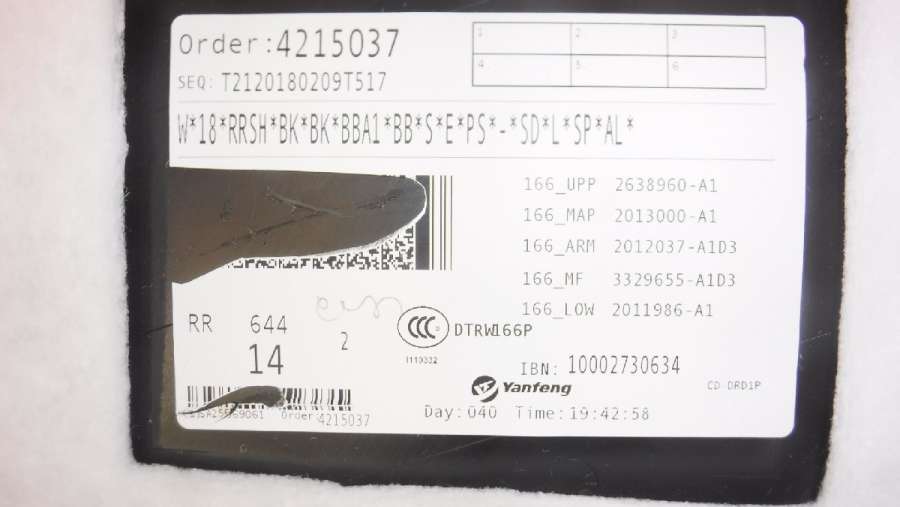 Order:4215037
1 2 3
4 5 6
SEQ: T2120180209T517
W*18*RRSH*BK*BK*BBA1*BB*S*E*PS*-*SD*L*SP*AL*
166_UPP 2638960-A1
166_MAP 2013000-A1
166_ARM 2012037-A1D3
166_MF 3329655-A1D3
166_LOW 2011986-A1
RR 644
14
2
CCC
DTRW166P
IBN: 10002730634
Yanfeng
CD-DRD1P
Day:040 Time:19:42:58
Order:4215037